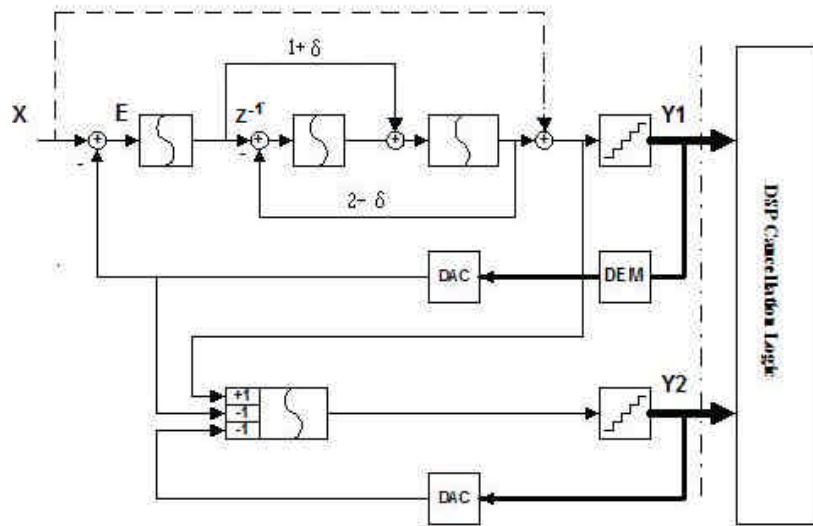 1+ δ
X
E
Z-1
Y1
+
-
+
-
+
+
2- δ
DAC
DEM
DSP Cancellation Logic
Y2
+1
-1
-1
DAC